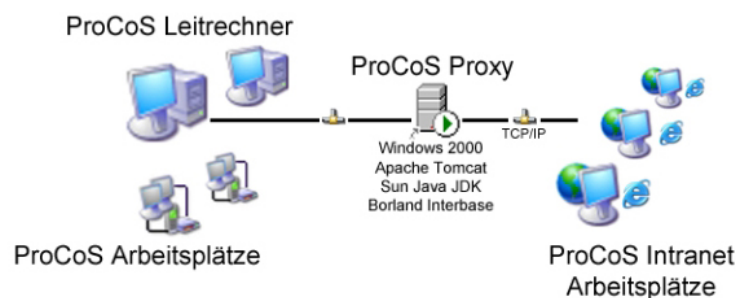 ProCoS Leitrechner
ProCoS Proxy
TCP/IP
Windows 2000
Apache Tomcat
Sun Java JDK
Borland Interbase
ProCoS Arbeitsplätze
ProCoS Intranet
Arbeitsplätze